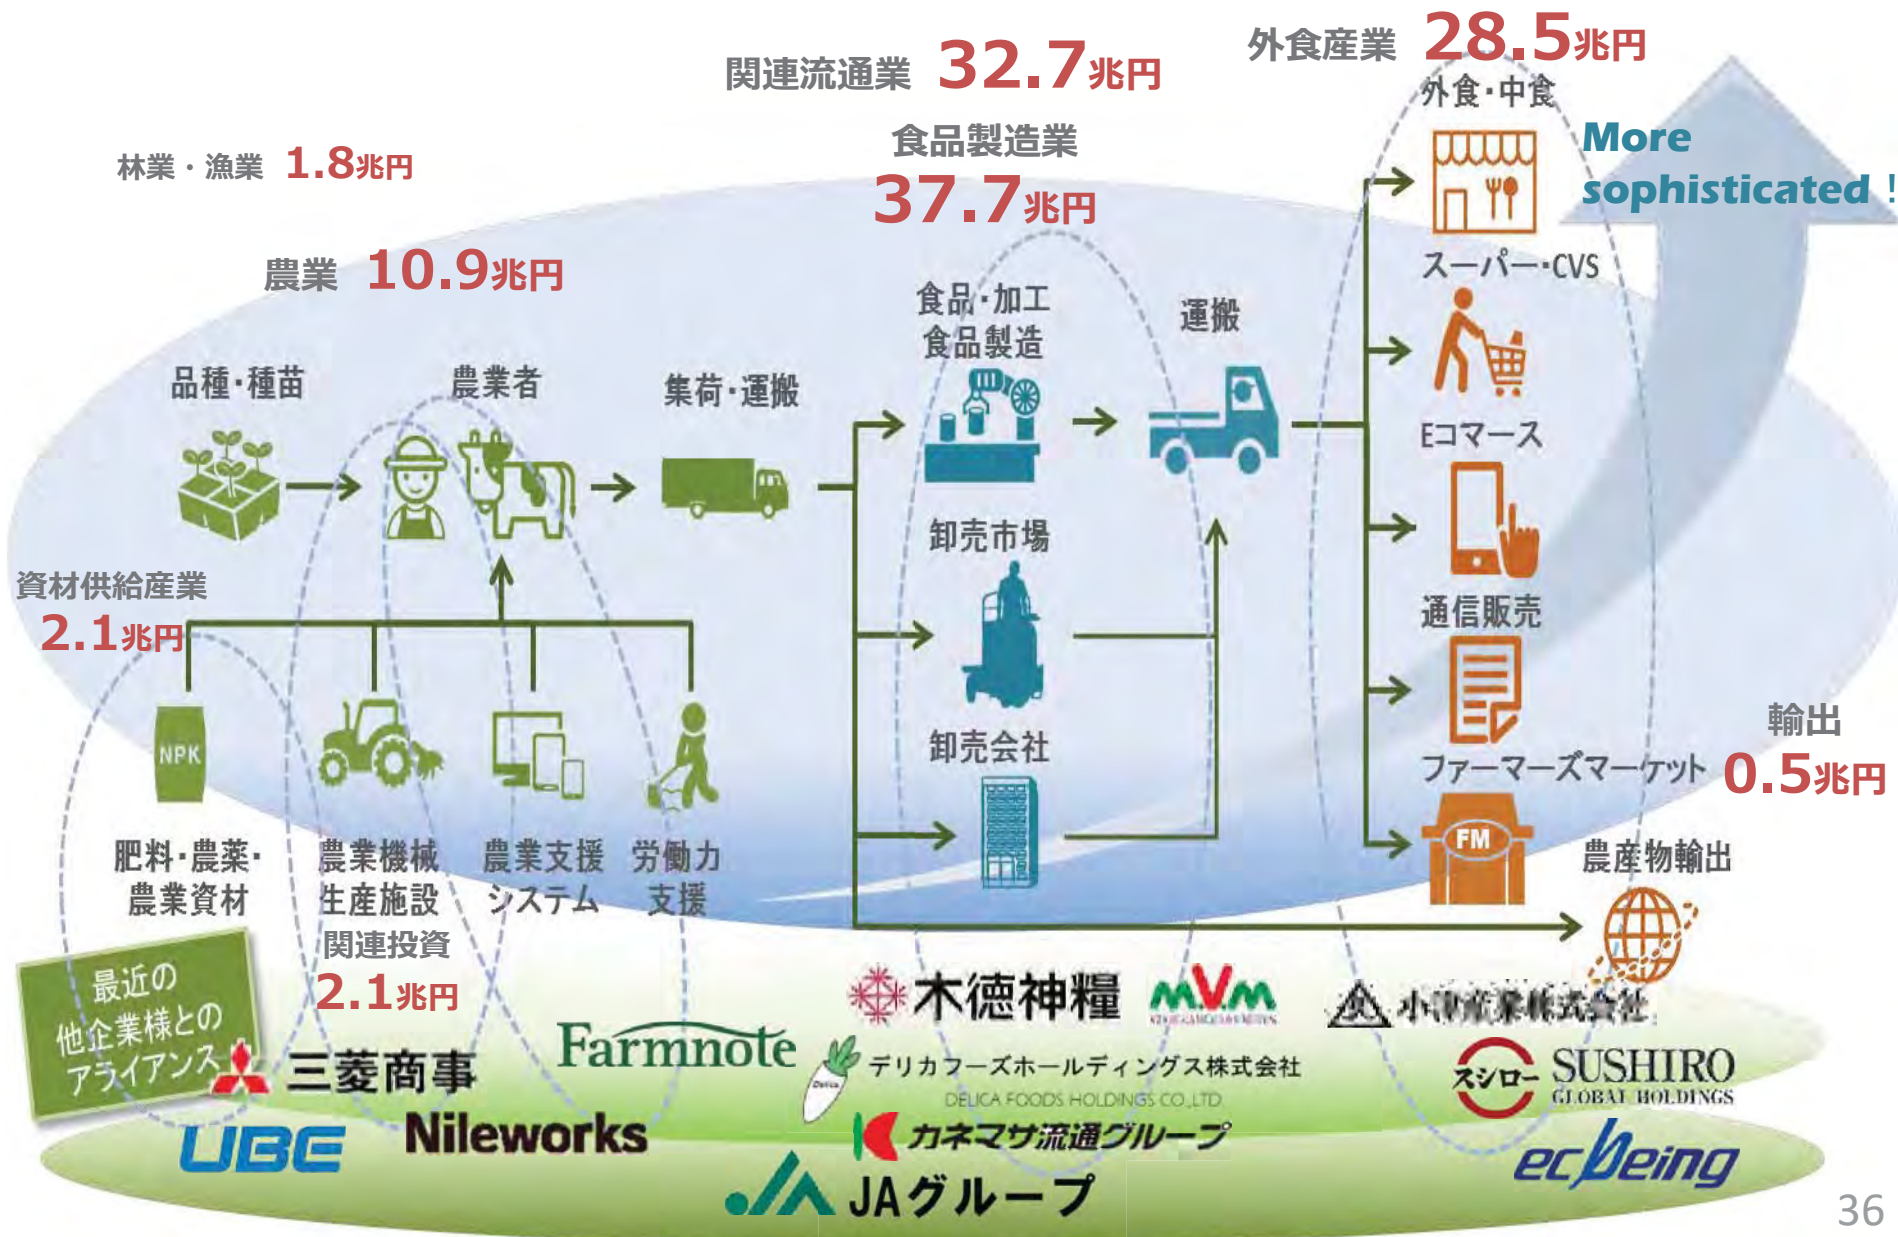 外食産業 28.5兆円
関連流通業 32.7兆円
外食・中食
食品製造業
37.7兆円
More
sophisticated !
林業・漁業 1.8兆円
農業 10.9兆円
スーパー・CVS
食品・加工
食品製造
運搬
品種・種苗
農業者
集荷・運搬
Eコマース
卸売市場
資材供給産業
2.1兆円
通信販売
NPK
卸売会社
輸出
0.5兆円
ファーマーズマーケット
FM
肥料・農薬・
農業資材
農業機械
生産施設
農業支援
システム
労働力
支援
農産物輸出
関連投資
2.1兆円
最近の
他企業様との
アライアンス
木徳神糧
MVM
小津産業株式会社
三菱商事
Farmnote
Delica
デリカフーズホールディングス株式会社
DELICA FOODS HOLDINGS CO.,LTD
スシロー
SUSHIRO
GLOBAL HOLDINGS
UBE
Nileworks
カネマサ流通グループ
ecbeing
JAグループ
36